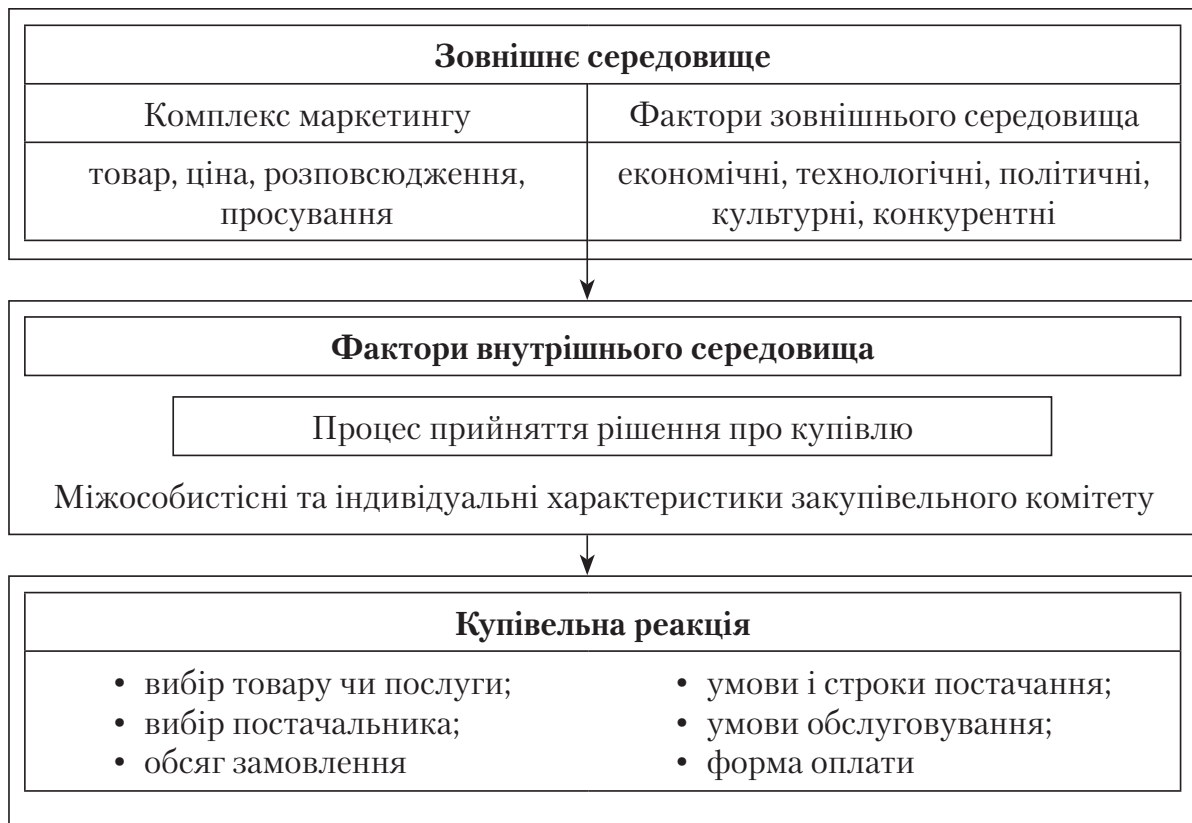 Зовнішнє середовище
Комплекс маркетингу
Фактори зовнішнього середовища
товар, ціна, розповсюдження,
просування
економічні, технологічні, політичні,
культурні, конкурентні
Фактори внутрішнього середовища
Процес прийняття рішення про купівлю
Міжособистісні та індивідуальні характеристики закупівельного комітету
Купівельна реакція
• вибір товару чи послуги;
• вибір постачальника;
• обсяг замовлення
• умови і строки постачання;
• умови обслуговування;
• форма оплати